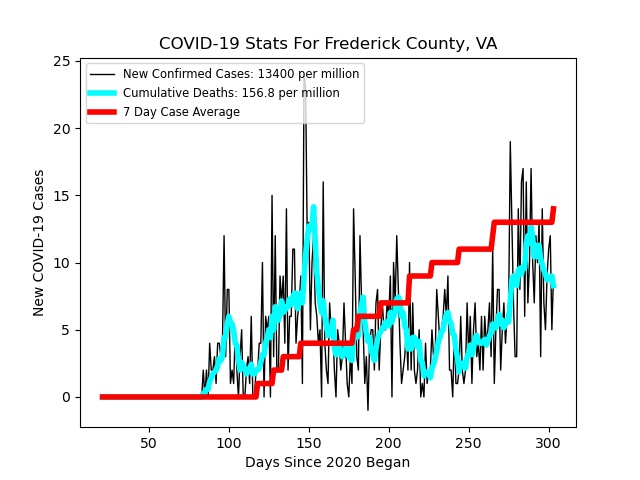 COVID-19 Stats For Frederick County, VA
New Confirmed Cases: 13400 per million
Cumulative Deaths: 156.8 per million
7 Day Case Average
25
20
15
10
5
0
New COVID-19 Cases
50 100 150 200 250 300
Days Since 2020 Began